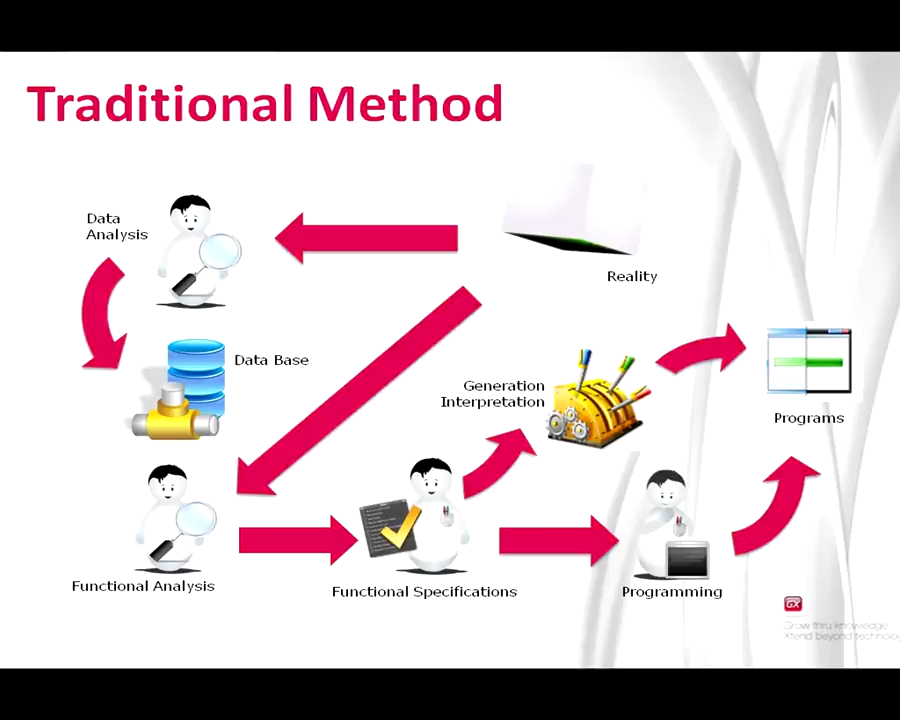 Traditional Method
Data
Analysis
Reality
Data Base
Generation
Interpretation
Programs
Functional Analysis
Functional Specifications
Programming
GX
Grow thru knowledge
Xtend beyond technolog